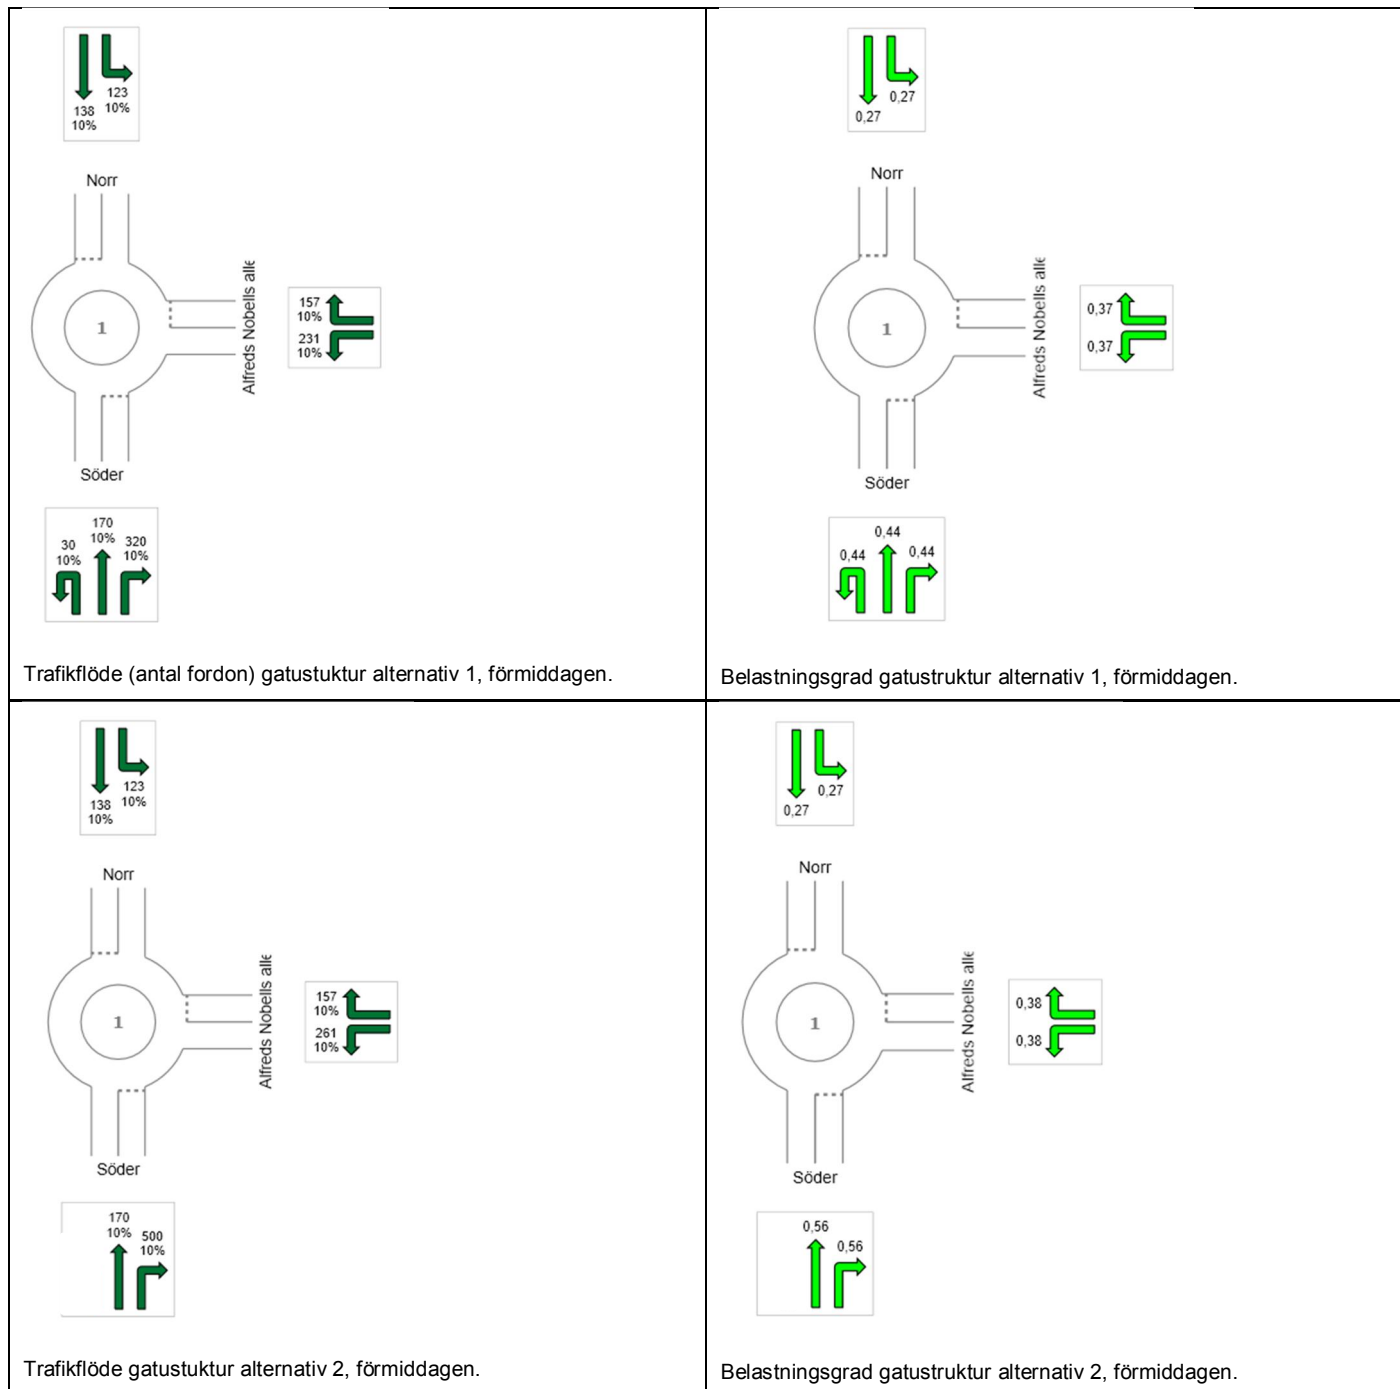 138
10%
123
10%
Norr
1
Alfreds Nobells alle
157
10%
231
10%
Söder
30
10%
170
10%
320
10%
Trafikflöde (antal fordon) gatustuktur alternativ 1, förmiddagen.
0,27
0,27
Norr
1
Alfreds Nobells alle
0,37
0,37
Söder
0,44
0,44
0,44
Belastningsgrad gatustruktur alternativ 1, förmiddagen.
138
10%
123
10%
Norr
1
Alfreds Nobells alle
157
10%
261
10%
Söder
170
10%
500
10%
Trafikflöde gatustuktur alternativ 2, förmiddagen.
0,27
0,27
Norr
1
Alfreds Nobells alle
0,38
0,38
Söder
0,56
0,56
Belastningsgrad gatustruktur alternativ 2, förmiddagen.